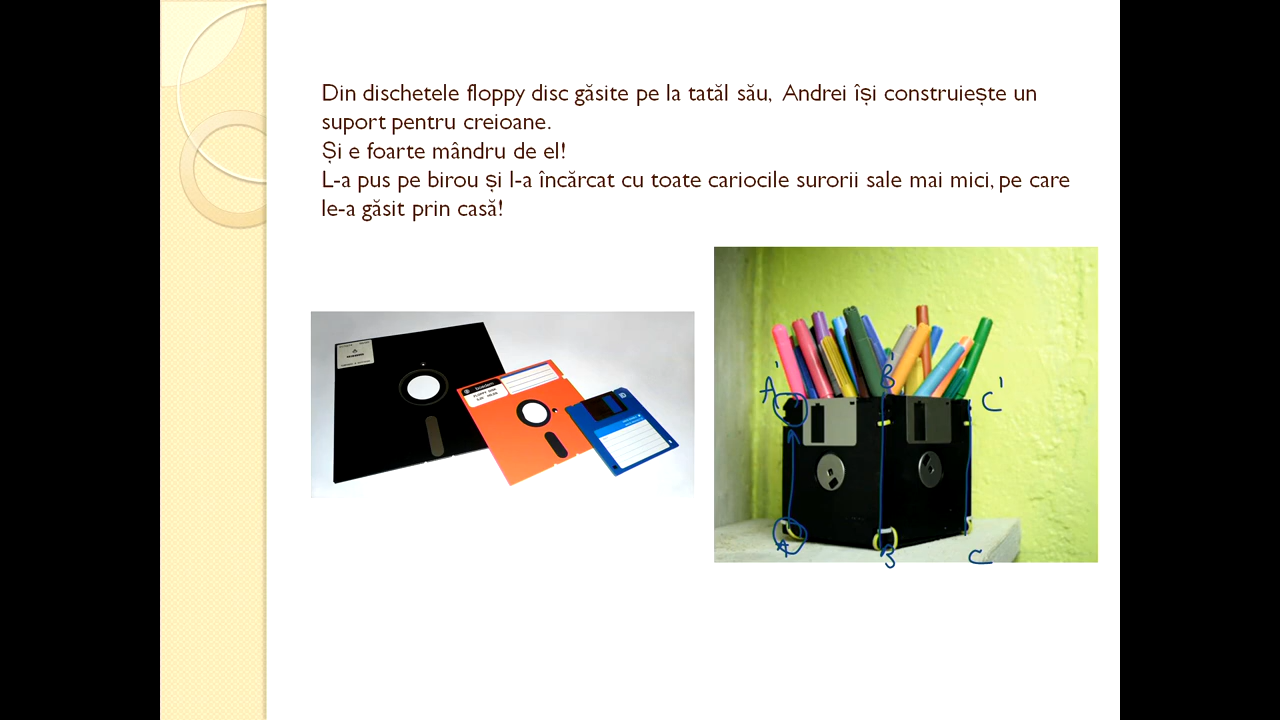 Din dischetele floppy disc găsite pe la tatăl său, Andrei își construiește un
suport pentru creioane.
Și e foarte mândru de el!
L-a pus pe birou și l-a încărcat cu toate cariocile surorii sale mai mici, pe care
le-a găsit prin casă!
A' B' C'
A B C